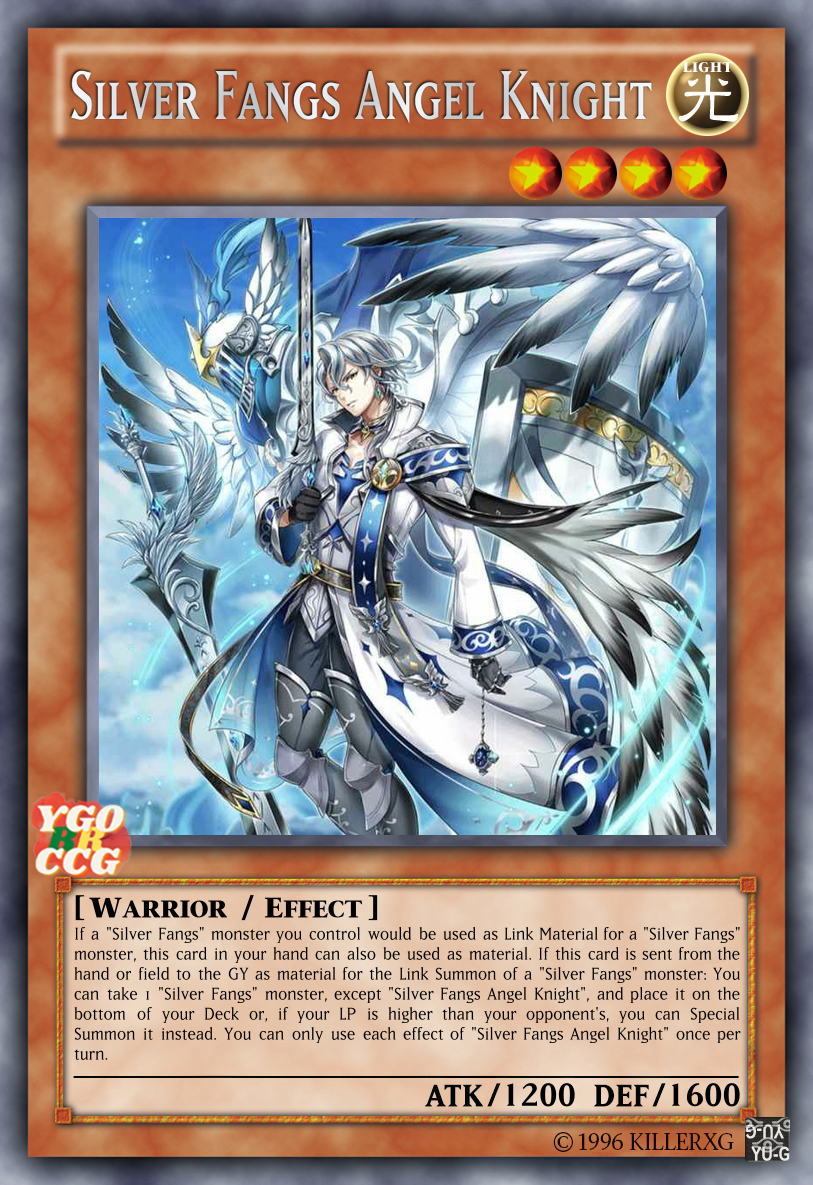 SILVER FANGS ANGEL KNIGHT
LIGHT
光
YGO
RR
CCG
[ WARRIOR / EFFECT ]
If a "Silver Fangs" monster you control would be used as Link Material for a "Silver Fangs"
monster, this card in your hand can also be used as material. If this card is sent from the
hand or field to the GY as material for the Link Summon of a "Silver Fangs" monster: You
can take 1 "Silver Fangs" monster, except "Silver Fangs Angel Knight", and place it on the
bottom of your Deck or, if your LP is higher than your opponent's, you can Special
Summon it instead. You can only use each effect of "Silver Fangs Angel Knight" once per
turn.
ATK/1200 DEF/1600
© 1996 KILLERXG
YU-G